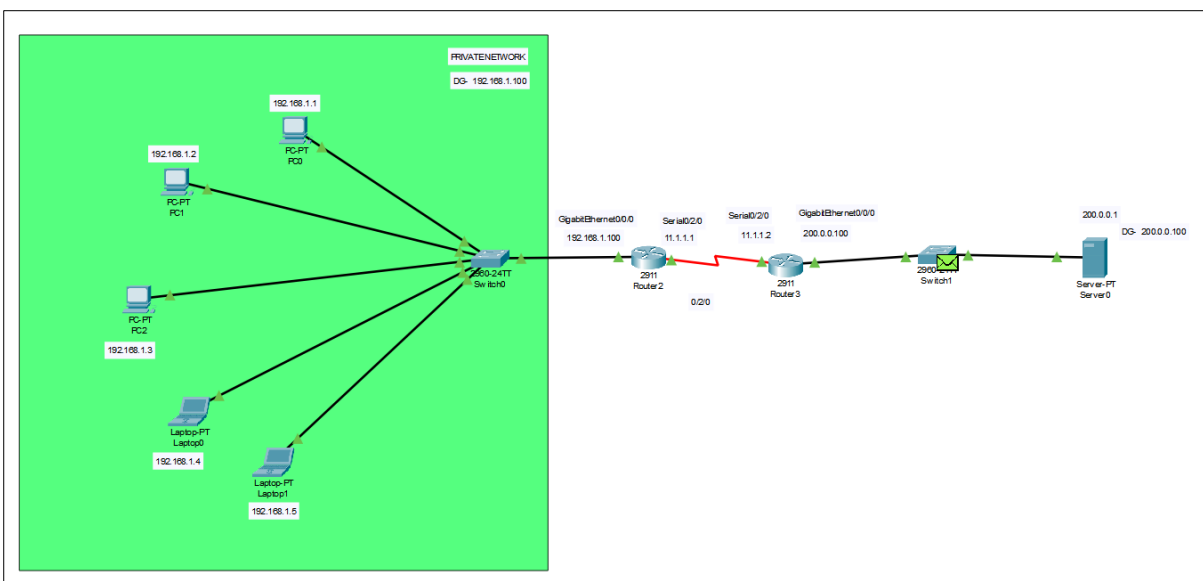 PRIVATE NETWORK
DG- 192.168.1.100
192.168.1.1
PC-PT
PC0
192.168.1.2
PC-PT
PC1
PC-PT
PC2
192.168.1.3
Laptop-PT
Laptop0
192.168.1.4
Laptop-PT
Laptop1
192.168.1.5
2960-24TT
Switch0
GigabitEthernet0/0/0
192.168.1.100
Serial0/2/0
11.1.1.1
2911
Router2
0/2/0
Serial0/2/0
11.1.1.2
GigabitEthernet0/0/0
200.0.0.100
2911
Router3
Switch1
200.0.0.1
DG- 200.0.0.100
Server-PT
Server0